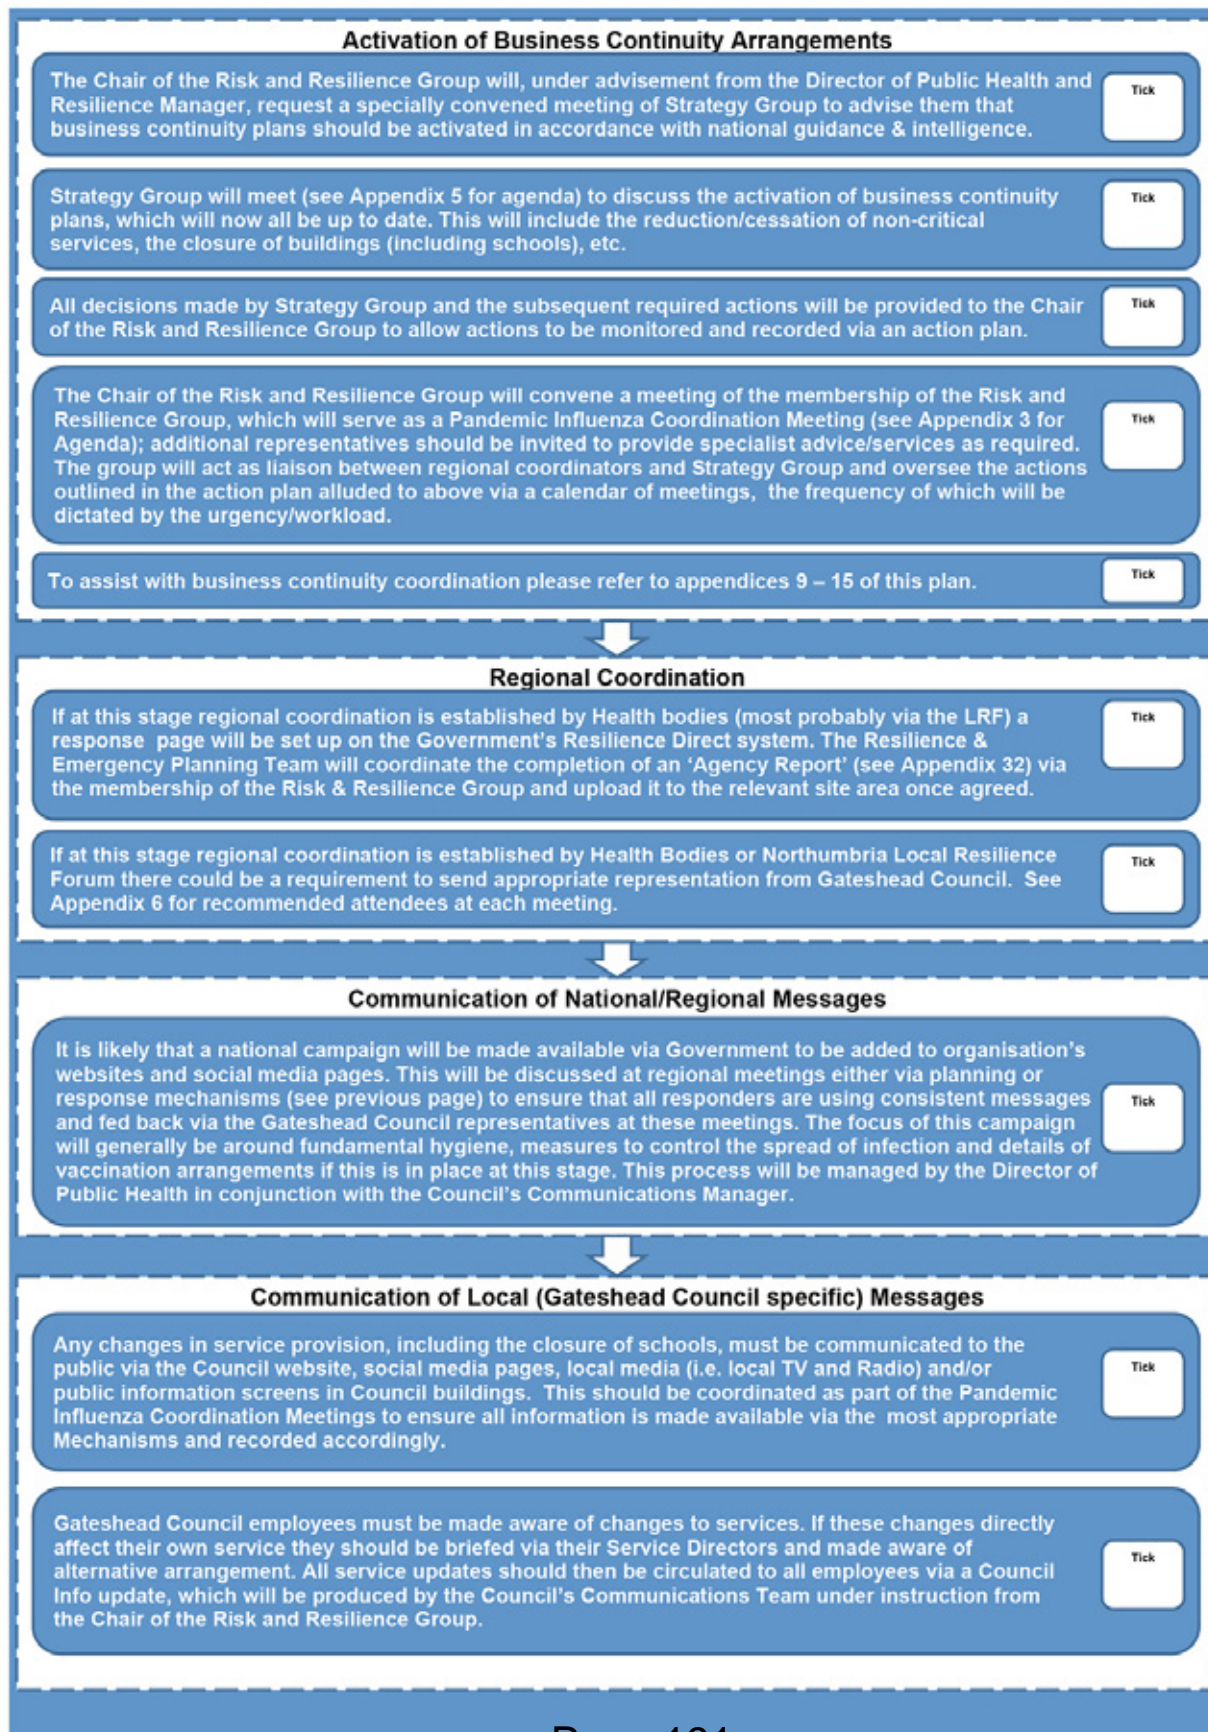 Activation of Business Continuity Arrangements
The Chair of the Risk and Resilience Group will, under advisement from the Director of Public Health and
Resilience Manager, request a specially convened meeting of Strategy Group to advise them that
business continuity plans should be activated in accordance with national guidance & intelligence.
Tick
Strategy Group will meet (see Appendix 5 for agenda) to discuss the activation of business continuity
plans, which will now all be up to date. This will include the reduction/cessation of non-critical
services, the closure of buildings (including schools), etc.
Tick
All decisions made by Strategy Group and the subsequent required actions will be provided to the Chair
of the Risk and Resilience Group to allow actions to be monitored and recorded via an action plan.
Tick
The Chair of the Risk and Resilience Group will convene a meeting of the membership of the Risk and
Resilience Group, which will serve as a Pandemic Influenza Coordination Meeting (see Appendix 3 for
Agenda); additional representatives should be invited to provide specialist advice/services as required.
The group will act as liaison between regional coordinators and Strategy Group and oversee the actions
outlined in the action plan alluded to above via a calendar of meetings, the frequency of which will be
dictated by the urgency/workload.
Tick
To assist with business continuity coordination please refer to appendices 9 – 15 of this plan.
Tick
Regional Coordination
If at this stage regional coordination is established by Health bodies (most probably via the LRF) a
response page will be set up on the Government's Resilience Direct system. The Resilience &
Emergency Planning Team will coordinate the completion of an 'Agency Report' (see Appendix 32) via
the membership of the Risk & Resilience Group and upload it to the relevant site area once agreed.
Tick
If at this stage regional coordination is established by Health Bodies or Northumbria Local Resilience
Forum there could be a requirement to send appropriate representation from Gateshead Council. See
Appendix 6 for recommended attendees at each meeting.
Tick
Communication of National/Regional Messages
It is likely that a national campaign will be made available via Government to be added to organisation's
websites and social media pages. This will be discussed at regional meetings either via planning or
response mechanisms (see previous page) to ensure that all responders are using consistent messages
and fed back via the Gateshead Council representatives at these meetings. The focus of this campaign
will generally be around fundamental hygiene, measures to control the spread of infection and details of
vaccination arrangements if this is in place at this stage. This process will be managed by the Director of
Public Health in conjunction with the Council's Communications Manager.
Tick
Communication of Local (Gateshead Council specific) Messages
Any changes in service provision, including the closure of schools, must be communicated to the
public via the Council website, social media pages, local media (i.e. local TV and Radio) and/or
public information screens in Council buildings. This should be coordinated as part of the Pandemic
Influenza Coordination Meetings to ensure all information is made available via the most appropriate
Mechanisms and recorded accordingly.
Tick
Gateshead Council employees must be made aware of changes to services. If these changes directly
affect their own service they should be briefed via their Service Directors and made aware of
alternative arrangement. All service updates should then be circulated to all employees via a Council
Info update, which will be produced by the Council's Communications Team under instruction from
the Chair of the Risk and Resilience Group.
Tick